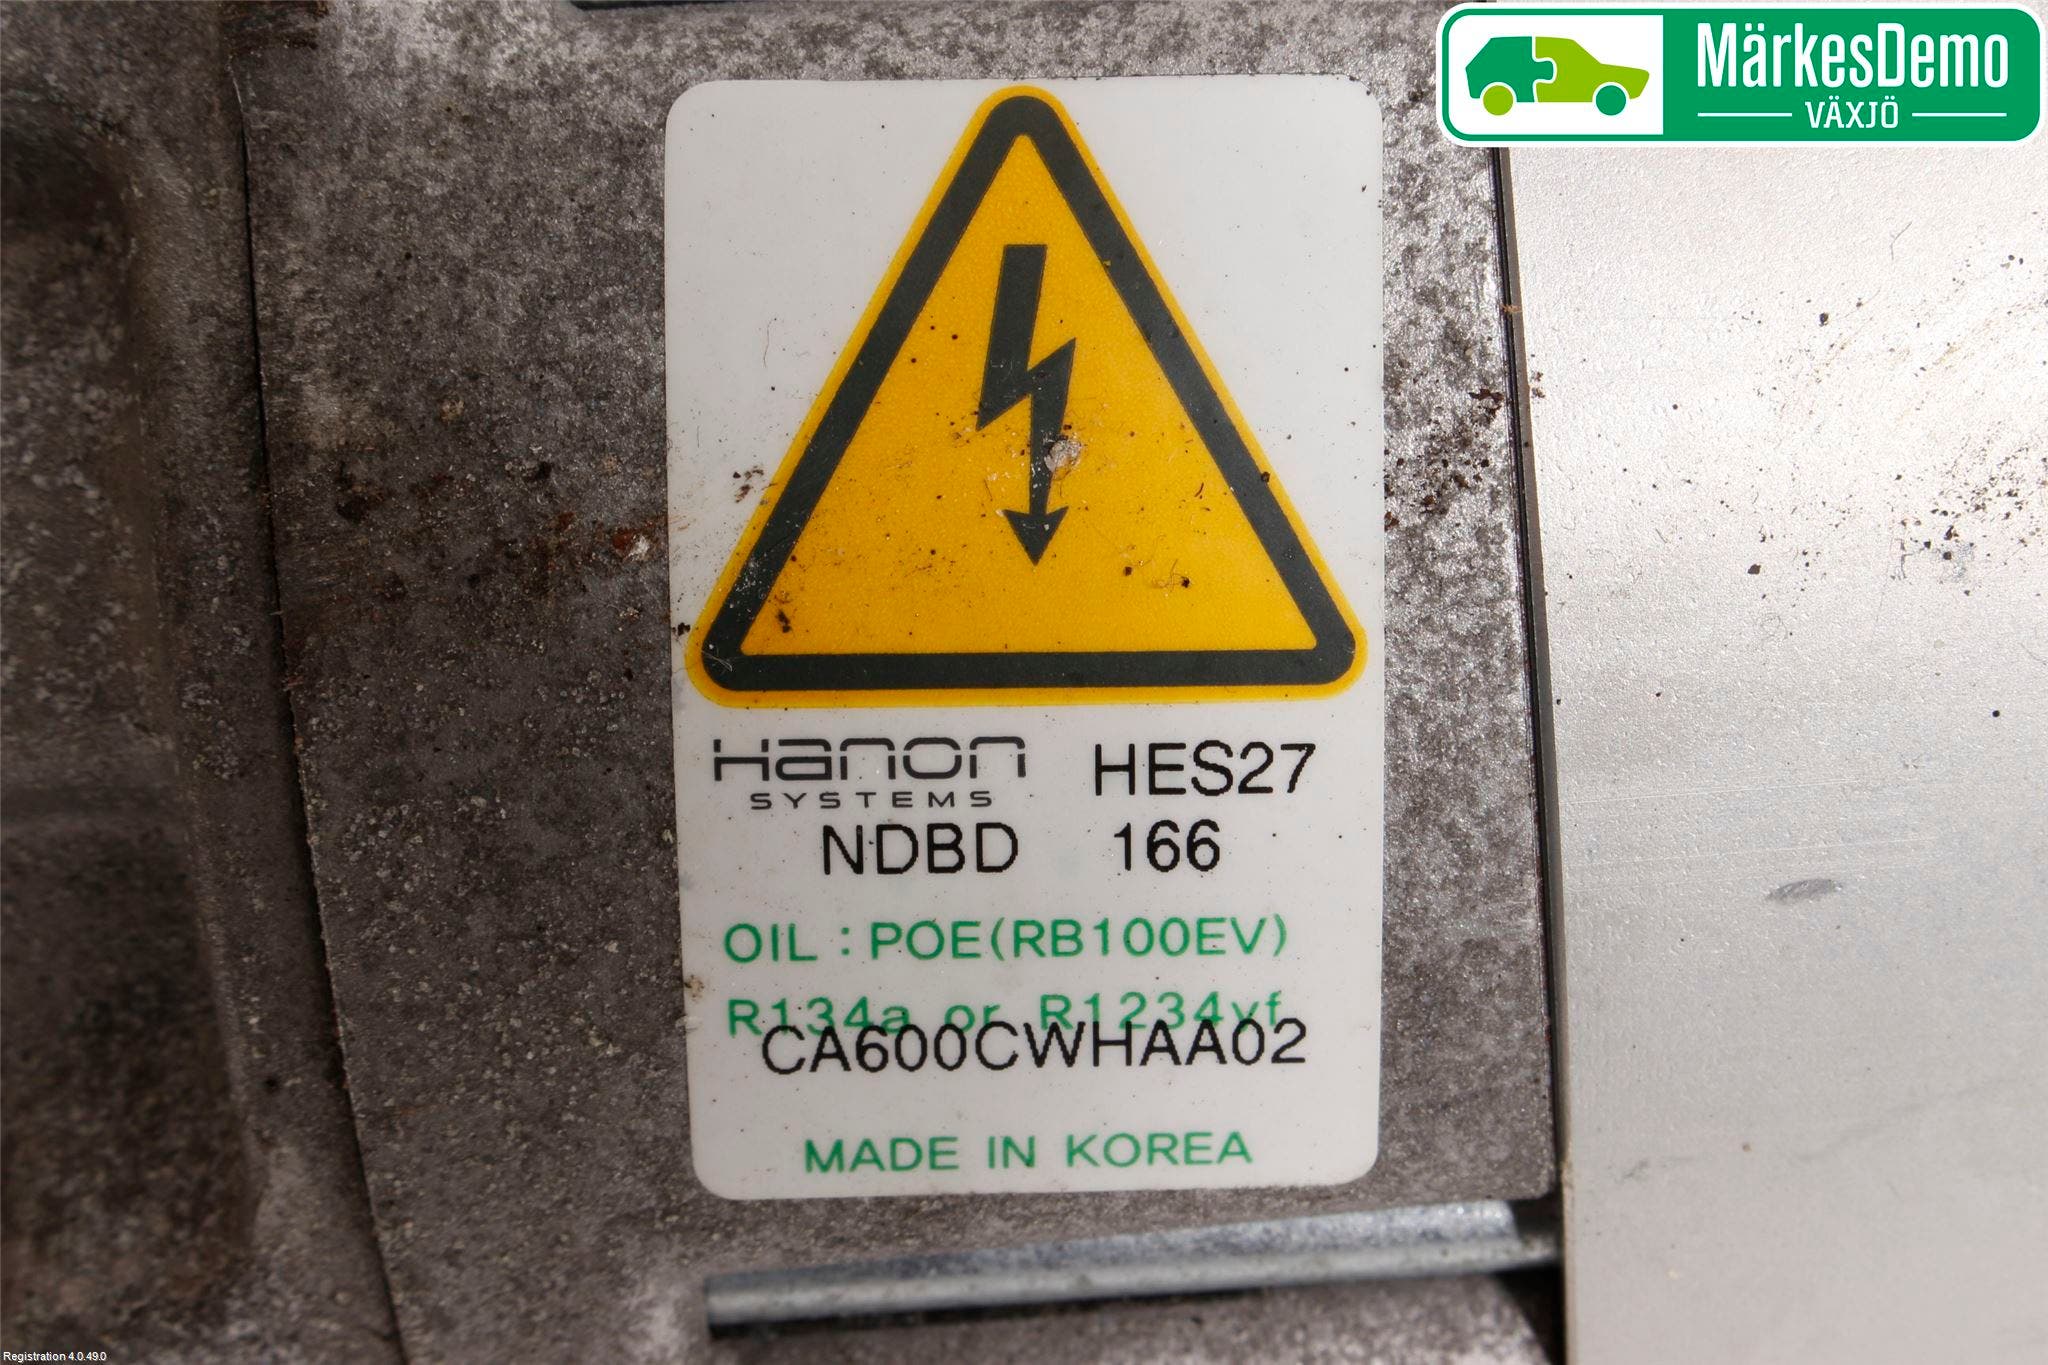 MärkesDemo
VÄXJÖ
Hanon HES27
SYSTEMS
NDBD 166
OIL : POE(RB100EV)
R134a or R1234yf
CA600CWHAA02
MADE IN KOREA
Registration 4.0.49.0